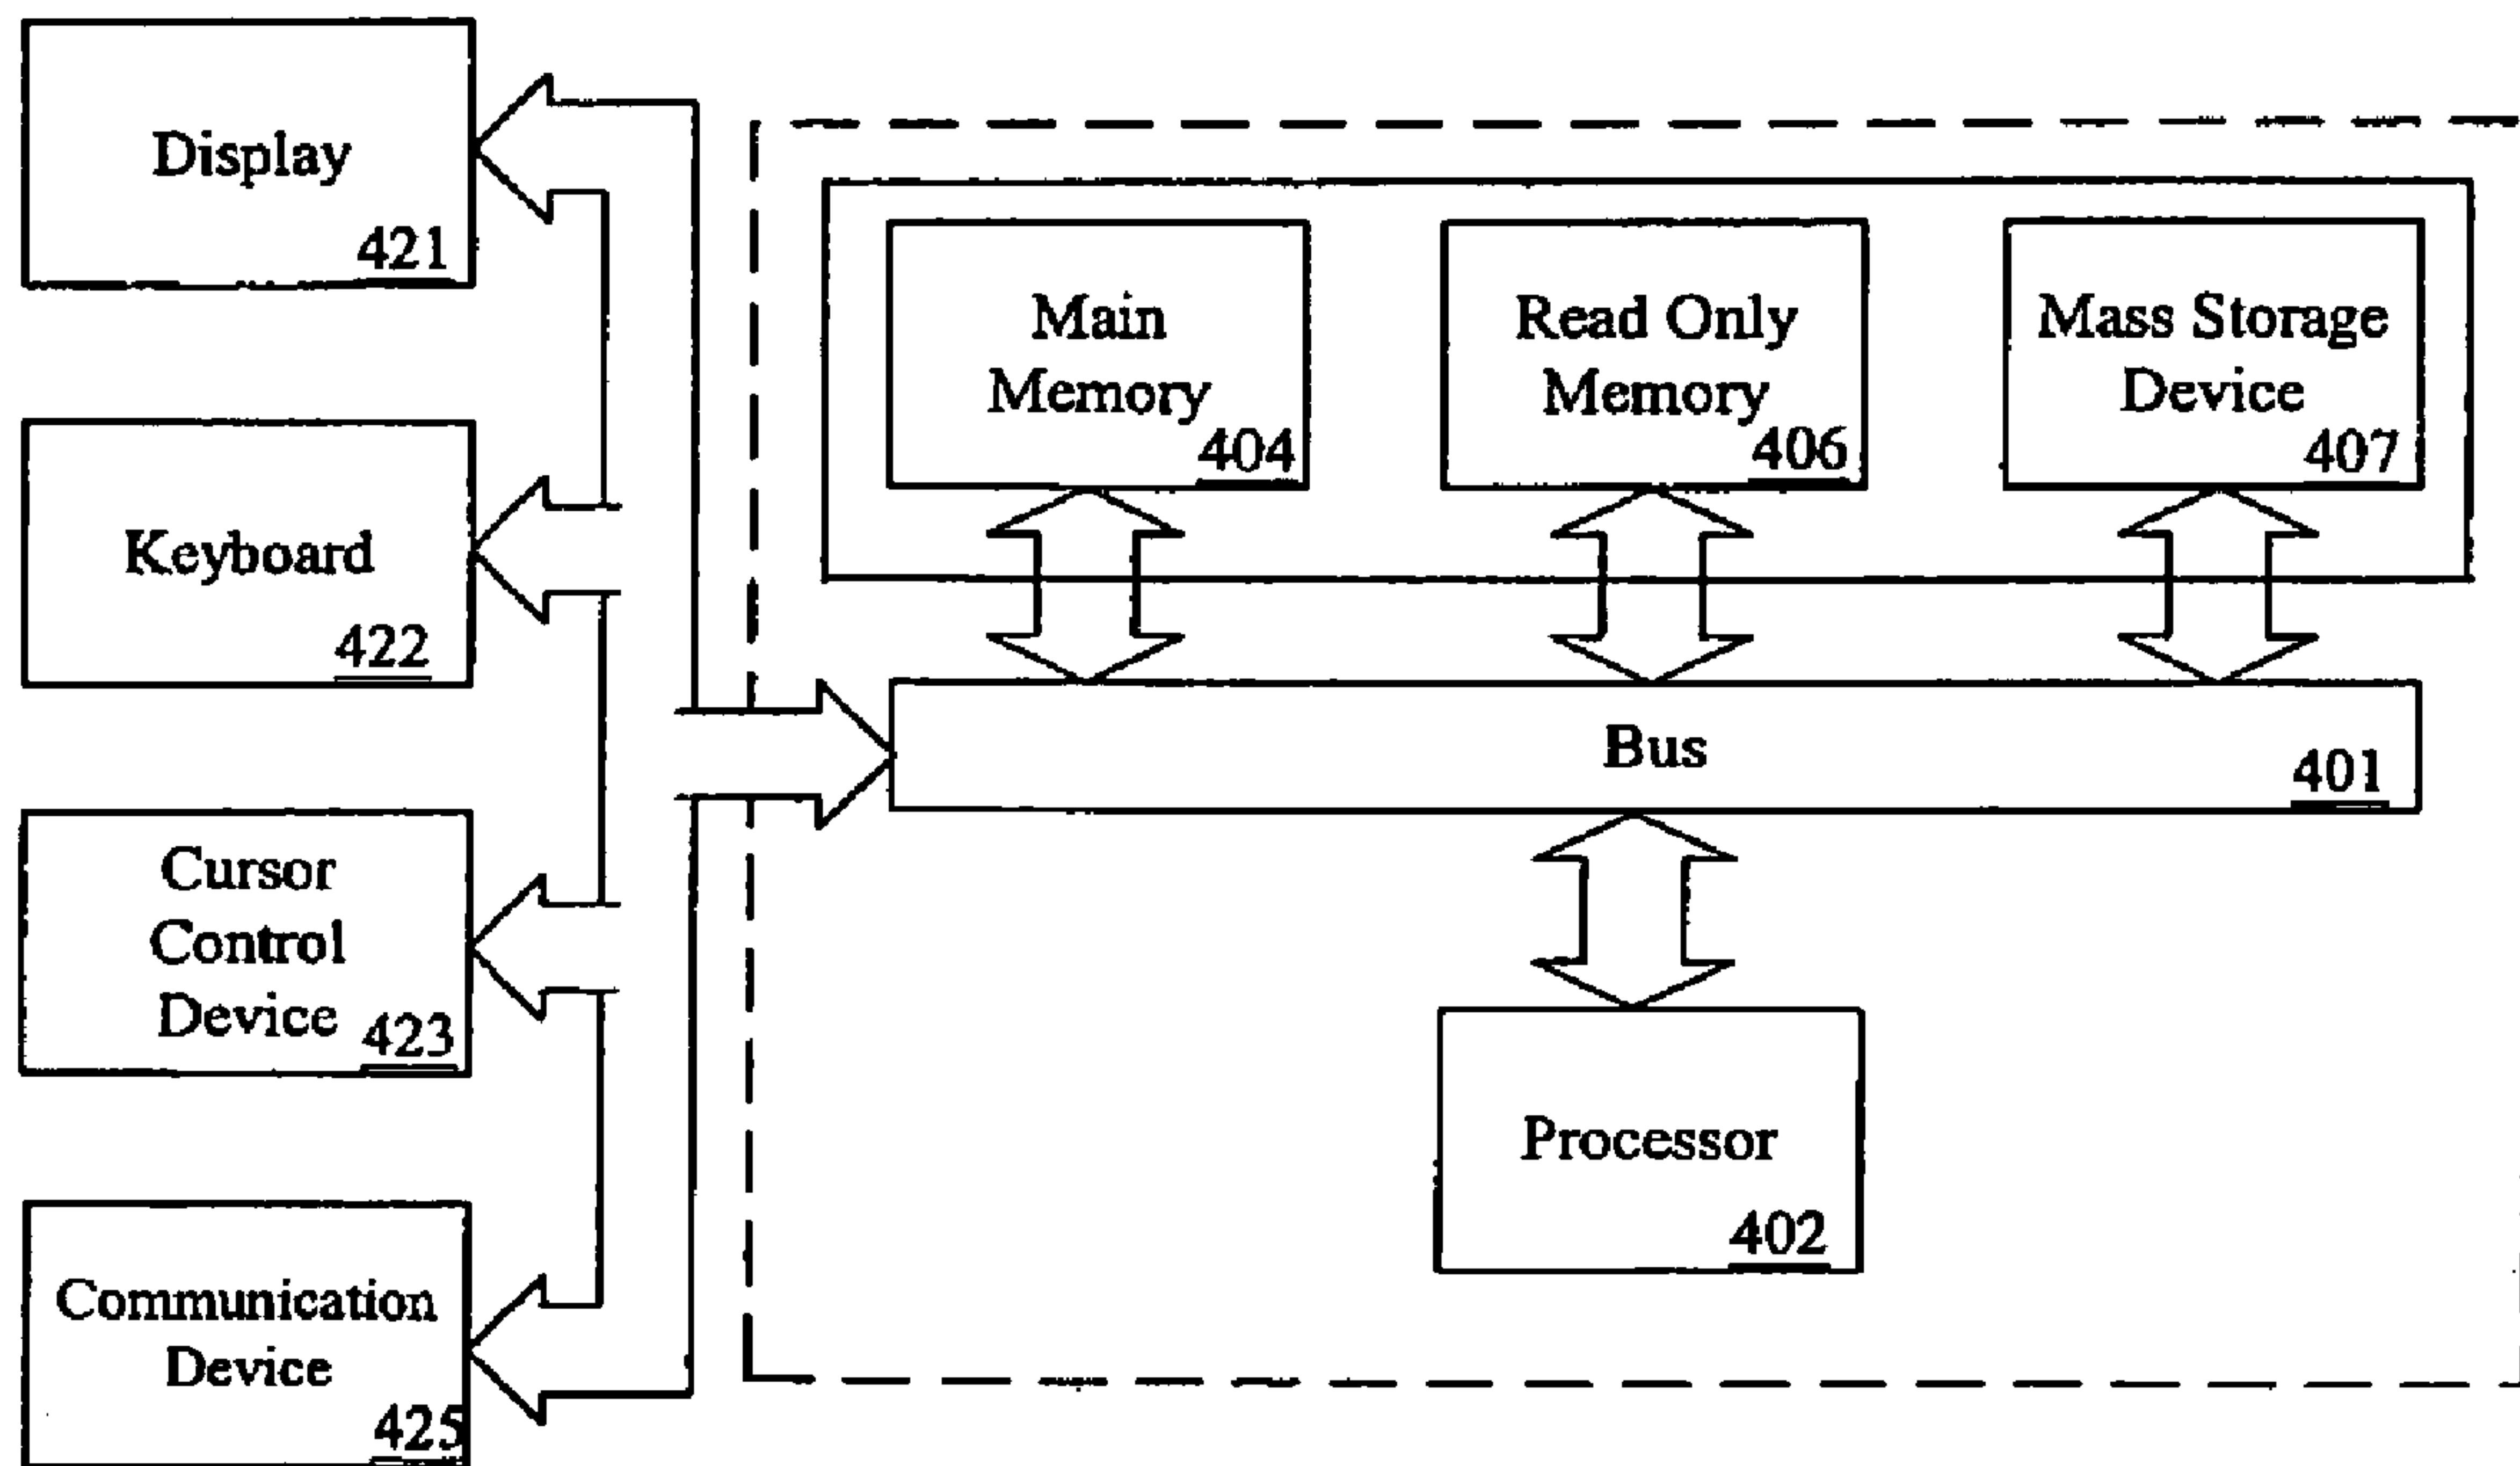 Display
421
Keyboard
422
Cursor
Control
Device
423
Communication
Device
425
Main
Memory
404
Read Only
Memory
406
Mass Storage
Device
407
Bus
401
Processor
402